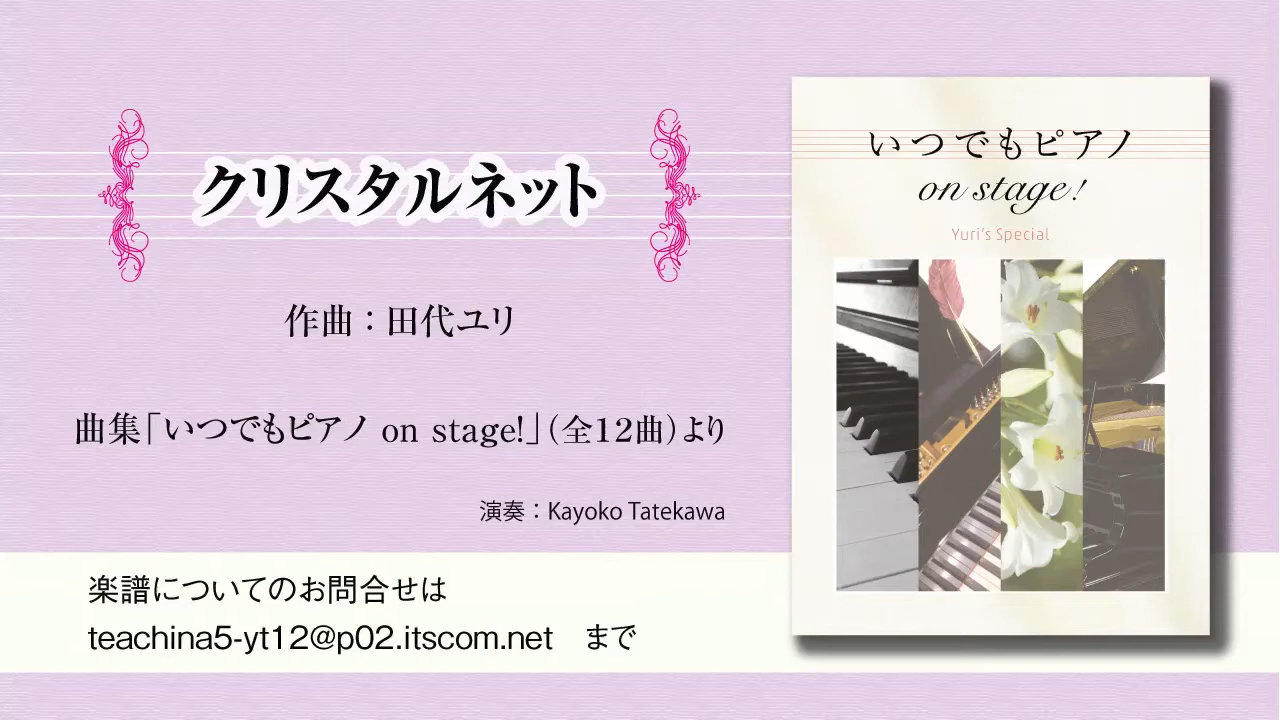 クリスタルネット
作曲：田代ユリ
曲集「いつでもピアノ on stage!」（全12曲）より
演奏：Kayoko Tatekawa
楽譜についてのお問合せは
teachina5-yt12@p02.itscom.net　まで
いつでもピアノ
on stage!
Yuri's Special